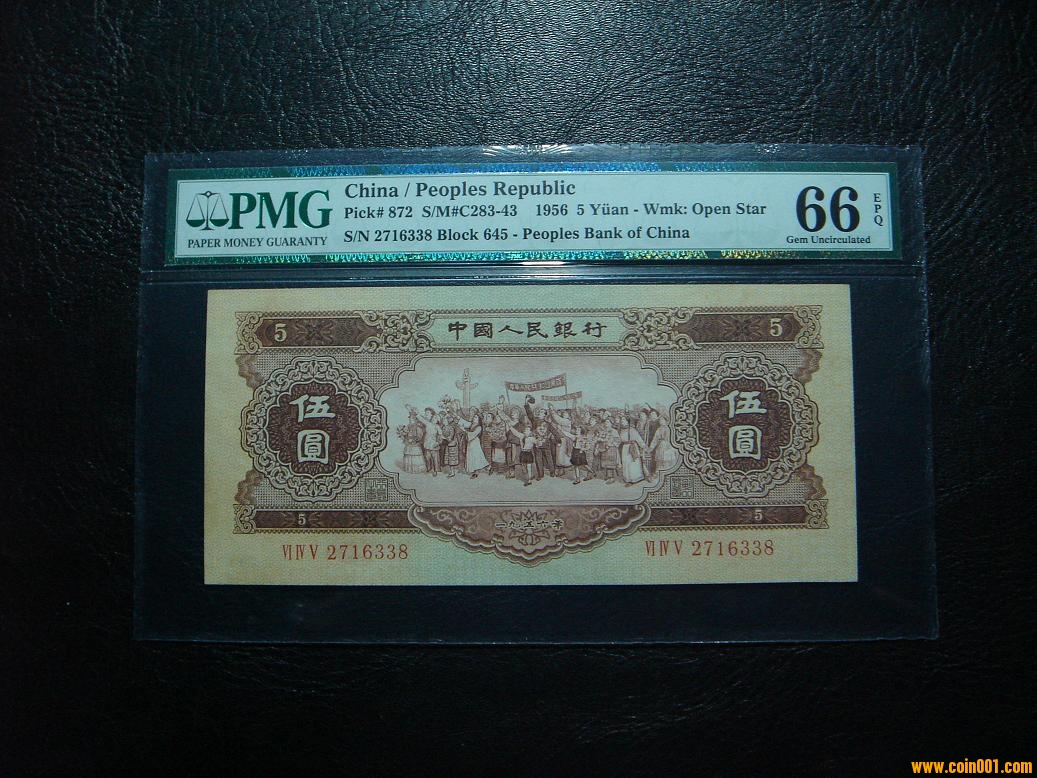 PMG
PAPER MONEY GUARANTY
China / Peoples Republic
Pick# 872 S/M#C283-43 1956 5 Yüan - Wmk: Open Star
S/N 2716338 Block 645 - Peoples Bank of China
66
EPQ
Gem Uncirculated
5 中國人民銀行 5
伍圓
伍圓
5 一九五六年 5
VI IV V 2716338
VI IV V 2716338
www.coin001.com